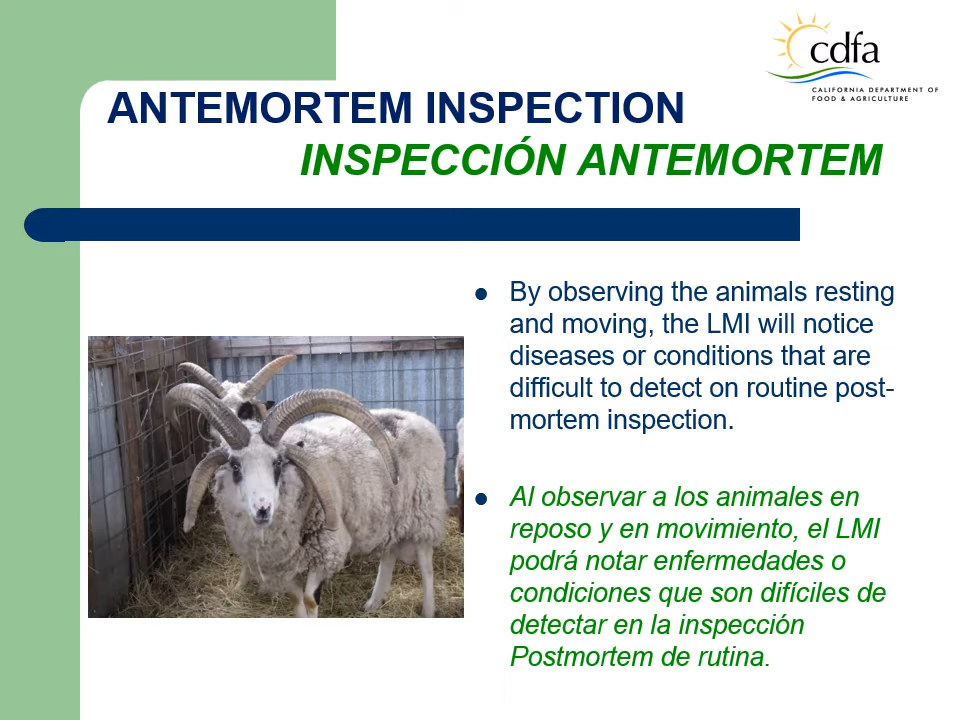 cdfa
CALIFORNIA DEPARTMENT OF
FOOD & AGRICULTURE
ANTEMORTEM INSPECTION
INSPECCIÓN ANTEMORTEM
By observing the animals resting
and moving, the LMI will notice
diseases or conditions that are
difficult to detect on routine post-
mortem inspection.
Al observar a los animales en
reposo y en movimiento, el LMI
podrá notar enfermedades o
condiciones que son difíciles de
detectar en la inspección
Postmortem de rutina.